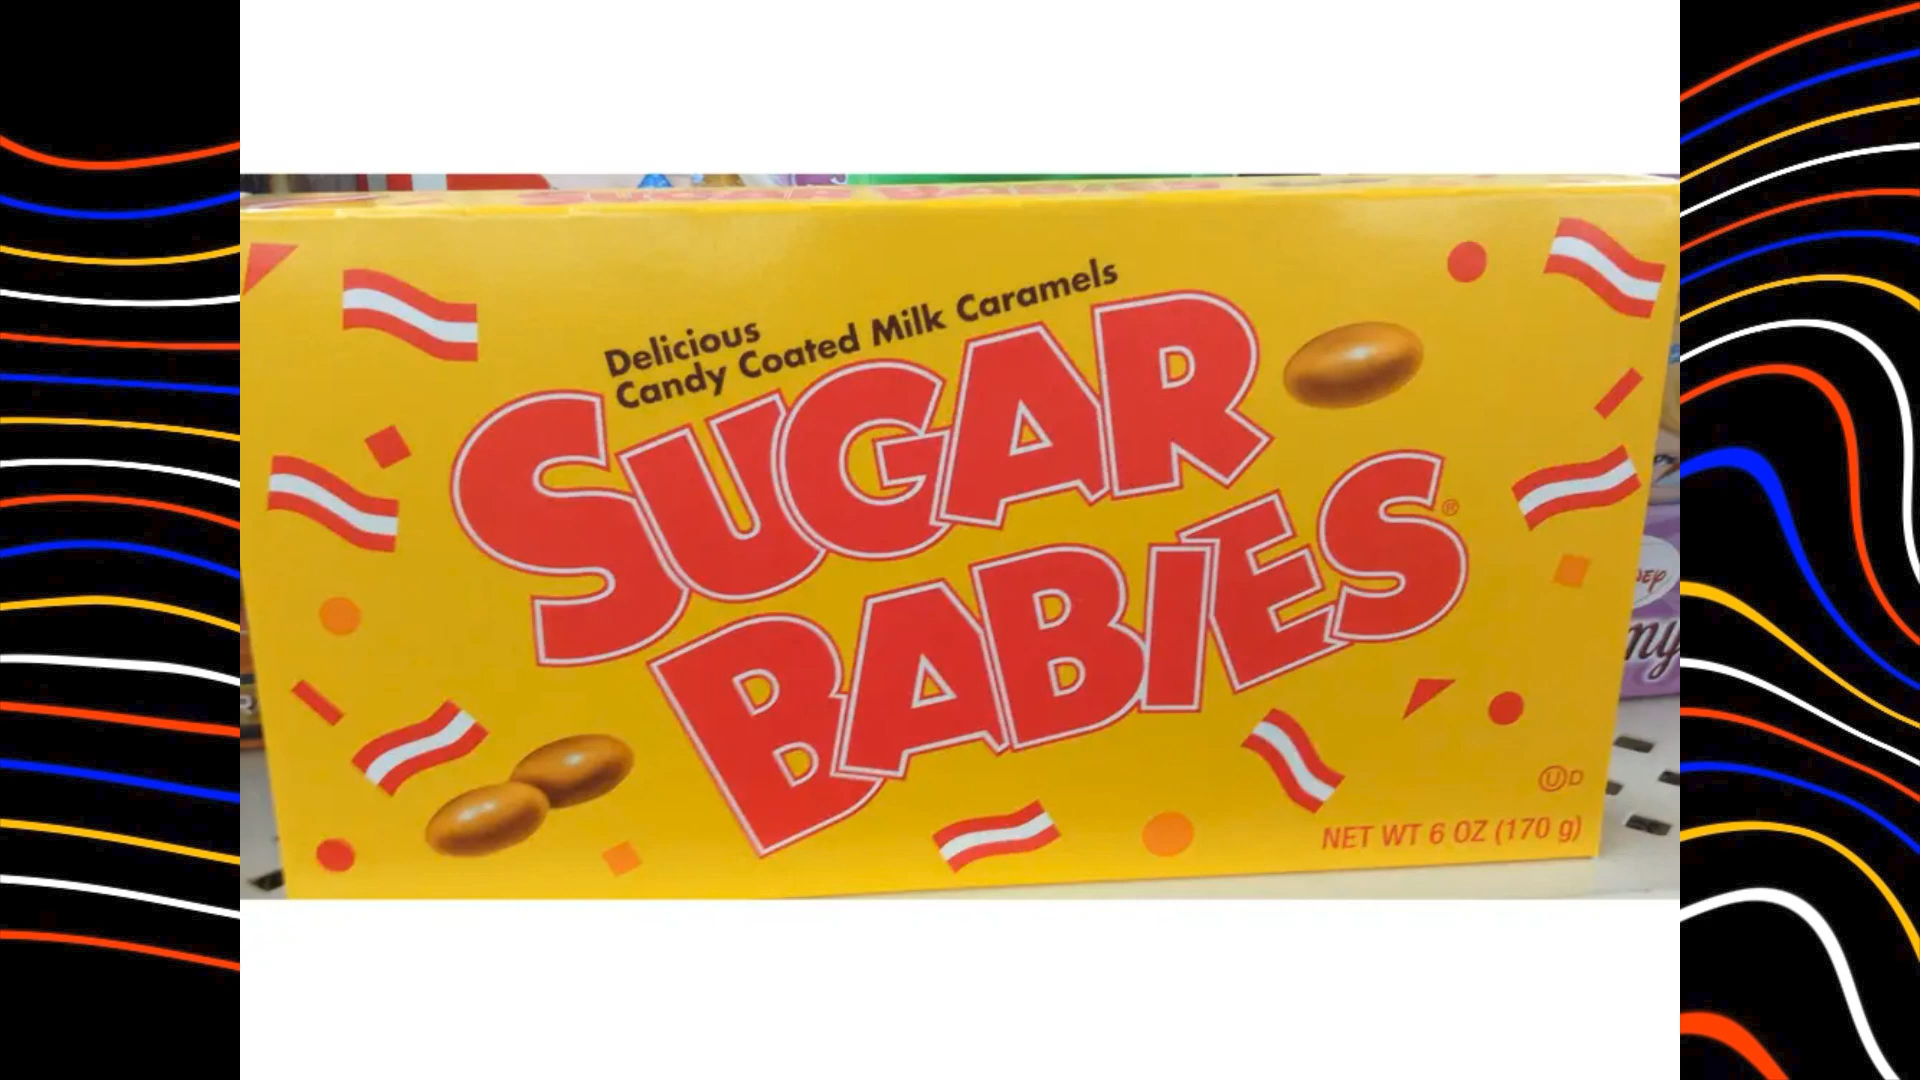 Delicious
Candy Coated Milk Caramels
SUGAR
BABIES®
U D
NET WT 6 OZ (170 g)